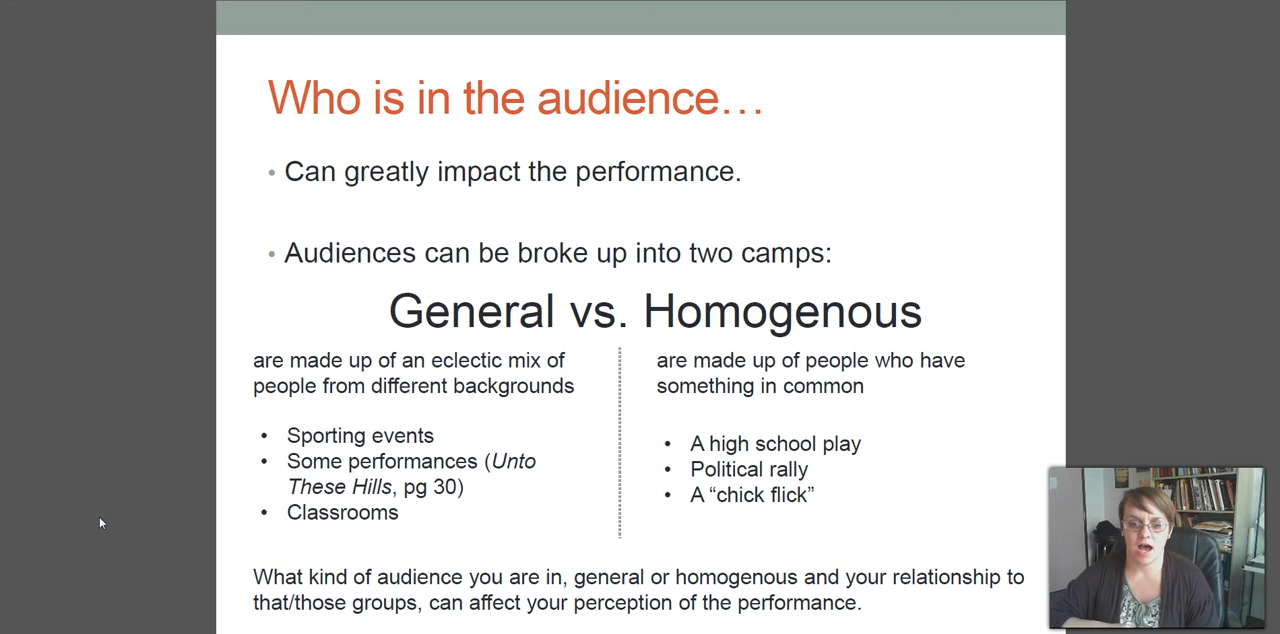 Who is in the audience…
• Can greatly impact the performance.
• Audiences can be broke up into two camps:
General vs. Homogenous
are made up of an eclectic mix of
people from different backgrounds
• Sporting events
• Some performances (Unto
These Hills, pg 30)
• Classrooms
are made up of people who have
something in common
• A high school play
• Political rally
• A “chick flick”
What kind of audience you are in, general or homogenous and your relationship to
that/those groups, can affect your perception of the performance.